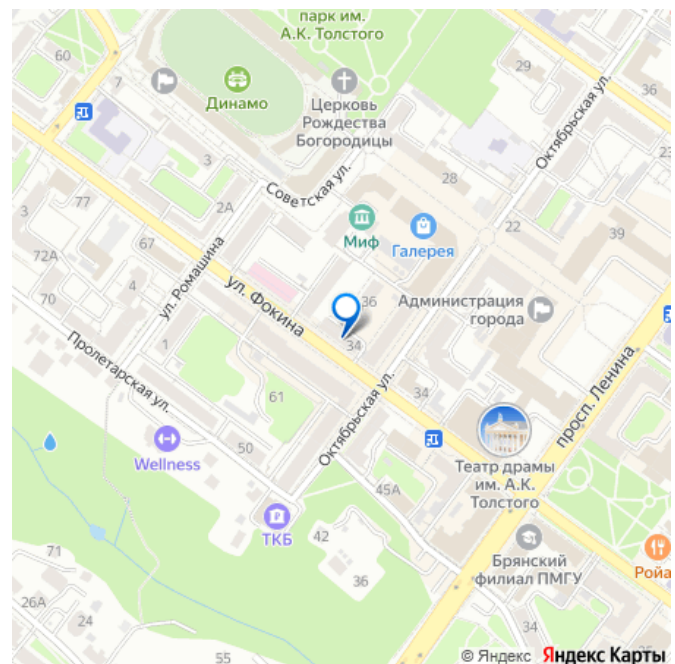 парк им.
А.К. Толстого
60
7
Динамо
Церковь
Рождества
Богородицы
29
36
Октябрьская ул.
3
Советская ул.
28
2А
77
3
67
72А
4
70
ул. Ромашина
Миф
Галерея
22
39
ул. Фокина
36
Администрация
города
34
1
Пролетарская ул.
61
34
просп. Ленина
Октябрьская ул.
50
Wellness
45А
Театр драмы
им. А.К.
Толстого
ТКБ
42
36
71
26А
24
55
Брянский
филиал ПМГУ
Ройа
34
© Яндекс Яндекс Карты